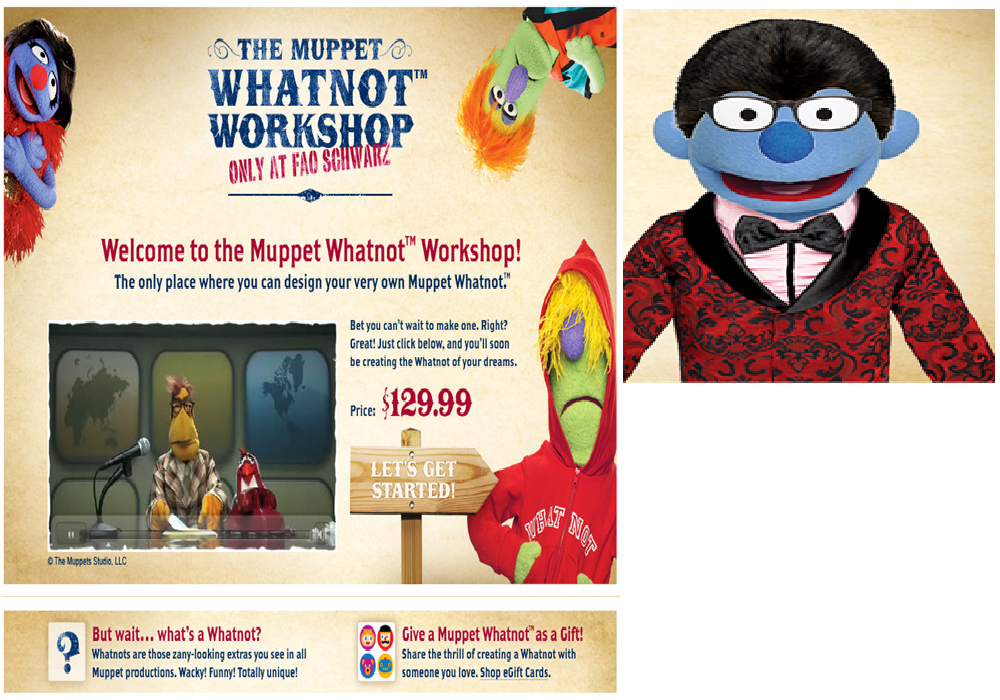 THE MUPPET
WHATNOT™
WORKSHOP
ONLY AT FAO SCHWARZ
Welcome to the Muppet Whatnot™ Workshop!
The only place where you can design your very own Muppet Whatnot.™
Bet you can't wait to make one. Right?
Great! Just click below, and you'll soon
be creating the Whatnot of your dreams.
Price: $129.99
LET'S GET
STARTED!
WHAT NOT
© The Muppets Studio, LLC
?
But wait... what's a Whatnot?
Whatnots are those zany-looking extras you see in all
Muppet productions. Wacky! Funny! Totally unique!
Give a Muppet Whatnot™ as a Gift!
Share the thrill of creating a Whatnot with
someone you love. Shop eGift Cards.